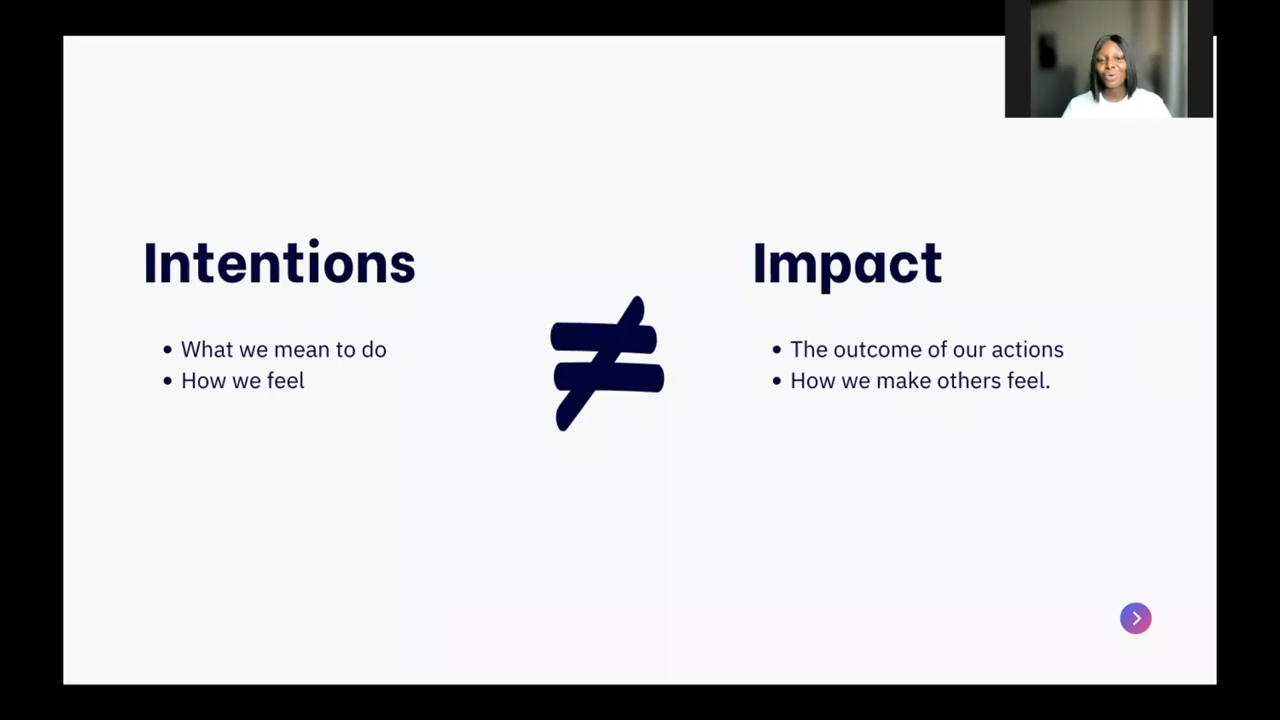 Intentions
• What we mean to do
• How we feel
≠
Impact
• The outcome of our actions
• How we make others feel.